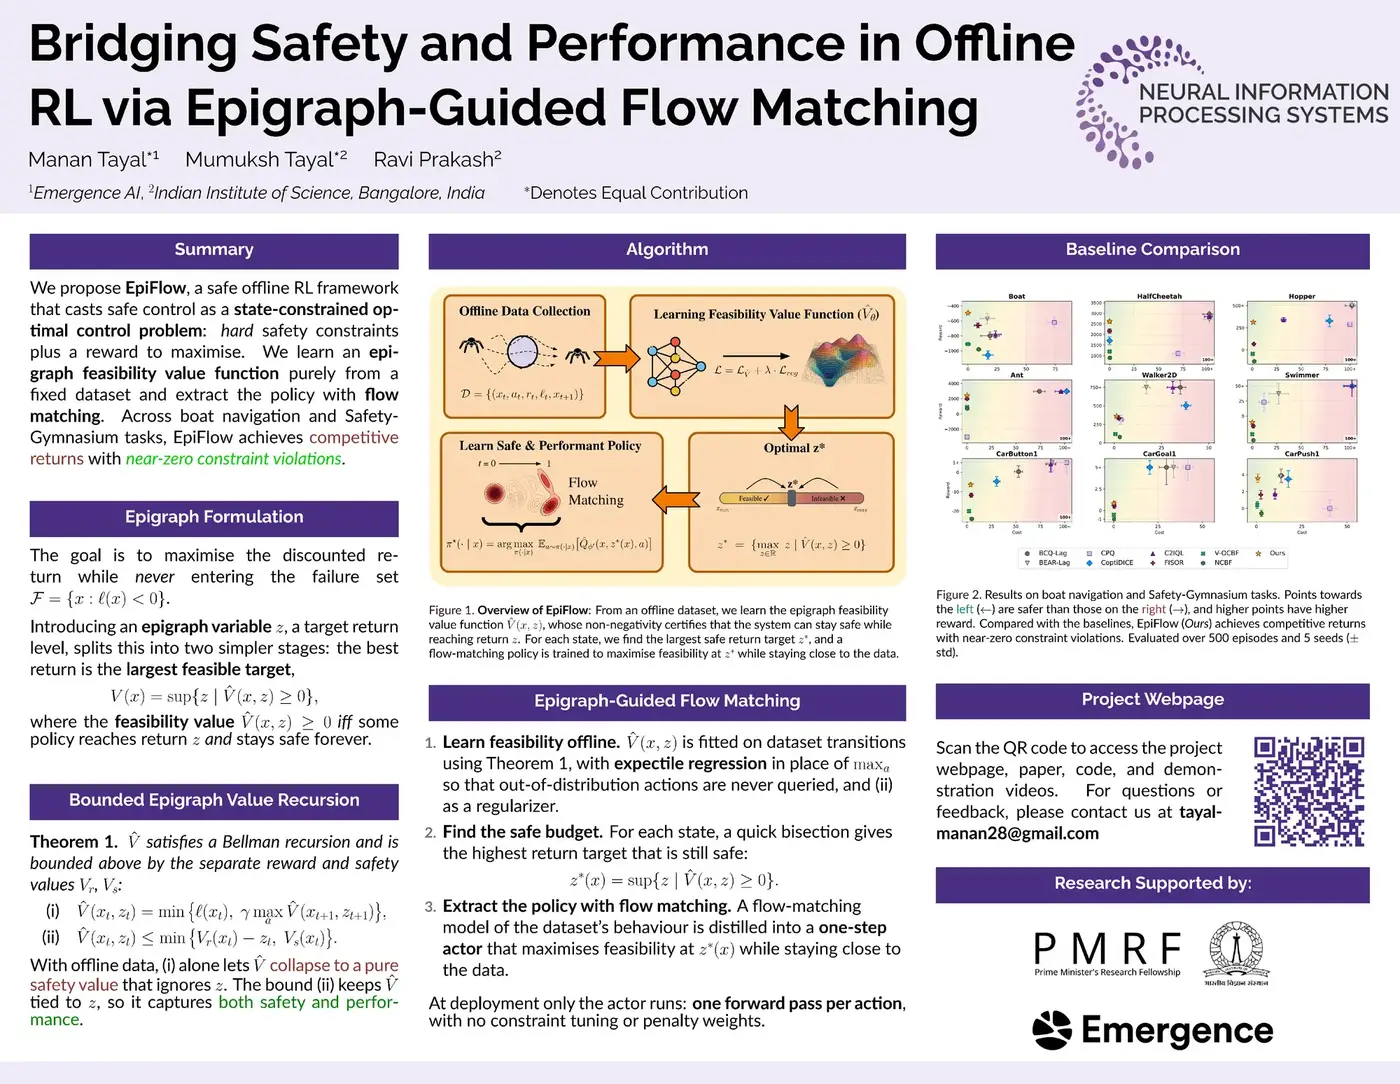 Bridging Safety and Performance in Offline
RL via Epigraph-Guided Flow Matching
NEURAL INFORMATION
PROCESSING SYSTEMS
Manan Tayal*1 Mumuksh Tayal*2 Ravi Prakash2
1Emergence AI, 2Indian Institute of Science, Bangalore, India *Denotes Equal Contribution
Summary
We propose EpiFlow, a safe offline RL framework
that casts safe control as a state-constrained op-
timal control problem: hard safety constraints
plus a reward to maximise. We learn an epi-
graph feasibility value function purely from a
fixed dataset and extract the policy with flow
matching. Across boat navigation and Safety-
Gymnasium tasks, EpiFlow achieves competitive
returns with near-zero constraint violations.
Epigraph Formulation
The goal is to maximise the discounted re-
turn while never entering the failure set
F = {x : ℓ(x) < 0}.
Introducing an epigraph variable z, a target return
level, splits this into two simpler stages: the best
return is the largest feasible target,
V(x) = sup{z | V̂(x, z) ≥ 0},
where the feasibility value V̂(x, z) ≥ 0 iff some
policy reaches return z and stays safe forever.
Bounded Epigraph Value Recursion
Theorem 1. V̂ satisfies a Bellman recursion and is
bounded above by the separate reward and safety
values Vr, Vs:
(i) V̂(xt, zt) = min{ℓ(xt), γ max a V̂(xt+1, zt+1)},
(ii) V̂(xt, zt) ≤ min{Vr(xt) − zt, Vs(xt)}.
With offline data, (i) alone lets V̂ collapse to a pure
safety value that ignores z. The bound (ii) keeps V̂
tied to z, so it captures both safety and perfor-
mance.
Algorithm
Offline Data Collection
D = {(xt, at, rt, ℓt, xt+1)}
Learning Feasibility Value Function (V̂θ)
L = LV̂ + λ · Lreg
Learn Safe & Performant Policy
t = 0 1
Flow
Matching
π*(· | x) = arg max π(·|x) Ea∼π(·|x)[Q̂θ′(x, z*(x), a)]
Optimal z*
z*
Feasible ✓ Infeasible ✗
zmin zmax
z* = {max z∈R z | V̂(x, z) ≥ 0}
Figure 1. Overview of EpiFlow: From an offline dataset, we learn the epigraph feasibility
value function V̂(x, z), whose non-negativity certifies that the system can stay safe while
reaching return z. For each state, we find the largest safe return target z*, and a
flow-matching policy is trained to maximise feasibility at z* while staying close to the data.
Epigraph-Guided Flow Matching
1. Learn feasibility offline. V̂(x, z) is fitted on dataset transitions
using Theorem 1, with expectile regression in place of maxa
so that out-of-distribution actions are never queried, and (ii)
as a regularizer.
2. Find the safe budget. For each state, a quick bisection gives
the highest return target that is still safe:
z*(x) = sup{z | V̂(x, z) ≥ 0}.
3. Extract the policy with flow matching. A flow-matching
model of the dataset's behaviour is distilled into a one-step
actor that maximises feasibility at z*(x) while staying close to
the data.
At deployment only the actor runs: one forward pass per action,
with no constraint tuning or penalty weights.
Baseline Comparison
Boat HalfCheetah Hopper
Ant Walker2D Swimmer
CarButton1 CarGoal1 CarPush1
Reward
Cost Cost Cost
BCQ-Lag CPQ C2IQL V-OCBF Ours
BEAR-Lag CoptiDICE FISOR NCBF
Figure 2. Results on boat navigation and Safety-Gymnasium tasks. Points towards
the left (←) are safer than those on the right (→), and higher points have higher
reward. Compared with the baselines, EpiFlow (Ours) achieves competitive returns
with near-zero constraint violations. Evaluated over 500 episodes and 5 seeds (±
std).
Project Webpage
Scan the QR code to access the project
webpage, paper, code, and demon-
stration videos. For questions or
feedback, please contact us at tayal-
manan28@gmail.com
Research Supported by:
PMRF
Prime Minister's Research Fellowship
भारतीय विज्ञान संस्थान
Emergence